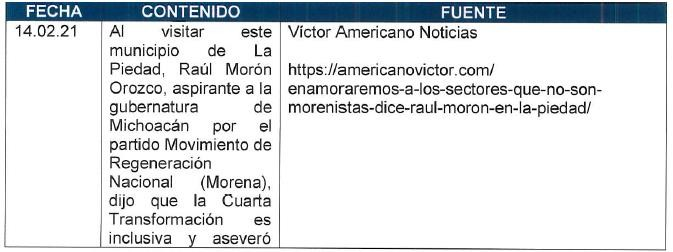 FECHA CONTENIDO FUENTE
14.02.21 Al visitar este
municipio de La
Piedad, Raúl Morón
Orozco, aspirante a la
gubernatura de
Michoacán por el
partido Movimiento de
Regeneración
Nacional (Morena),
dijo que la Cuarta
Transformación es
inclusiva y aseveró
Víctor Americano Noticias
https://americanovictor.com/
enamoraremos-a-los-sectores-que-no-son-
morenistas-dice-raul-moron-en-la-piedad/